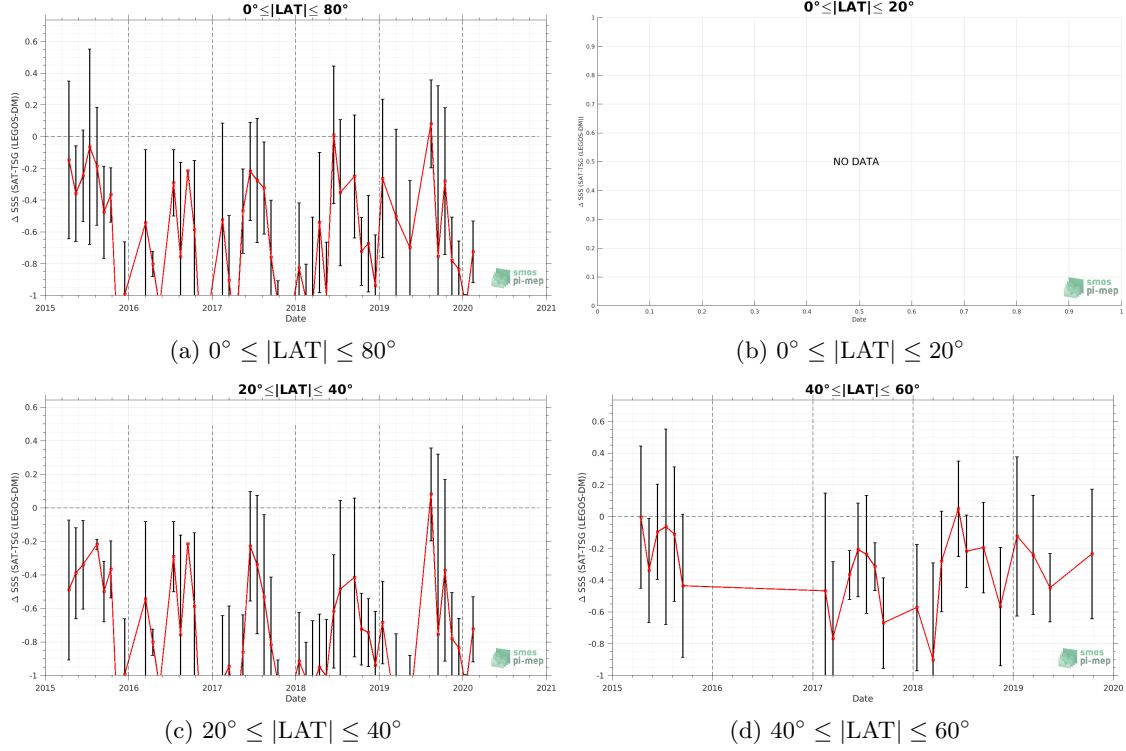 0°≤|LAT|≤ 80°
Δ SSS (SAT-TSG (LEGOS-DM))
0.6
0.4
0.2
0
-0.2
-0.4
-0.6
-0.8
-1
2015 2016 2017 2018 2019 2020 2021
Date
smos
pi-mep
(a) 0° ≤ |LAT| ≤ 80°
0°≤|LAT|≤ 20°
Δ SSS (SAT-TSG (LEGOS-DM))
1
0.9
0.8
0.7
0.6
0.5
0.4
0.3
0.2
0.1
0
NO DATA
0 0.1 0.2 0.3 0.4 0.5 0.6 0.7 0.8 0.9 1
Date
smos
pi-mep
(b) 0° ≤ |LAT| ≤ 20°
20°≤|LAT|≤ 40°
Δ SSS (SAT-TSG (LEGOS-DM))
0.6
0.4
0.2
0
-0.2
-0.4
-0.6
-0.8
-1
2015 2016 2017 2018 2019 2020 2021
Date
smos
pi-mep
(c) 20° ≤ |LAT| ≤ 40°
40°≤|LAT|≤ 60°
Δ SSS (SAT-TSG (LEGOS-DM))
0.6
0.4
0.2
0
-0.2
-0.4
-0.6
-0.8
-1
2015 2016 2017 2018 2019 2020
Date
smos
pi-mep
(d) 40° ≤ |LAT| ≤ 60°